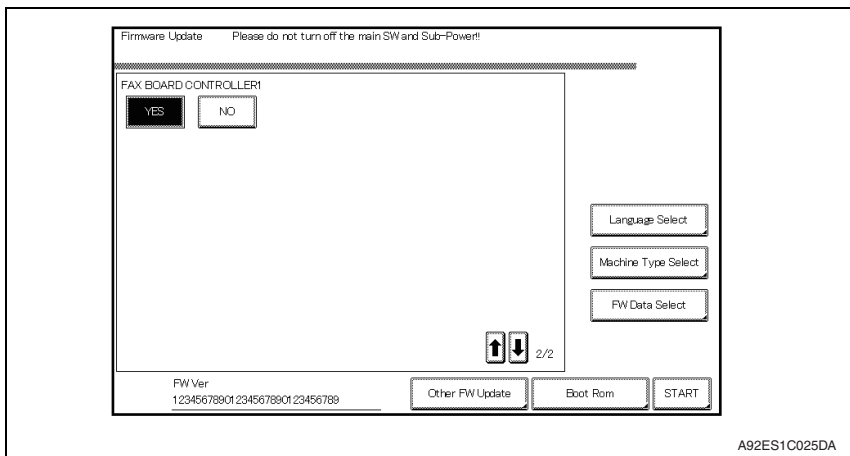 Firmware Update Please do not turn off the main SW and Sub-Power!!
FAX BOARD CONTROLLER1
YES NO
Language Select
Machine Type Select
FW Data Select
2/2
FW Ver
12345678901234567890123456789
Other FW Update Boot Rom START
A92ES1C025DA